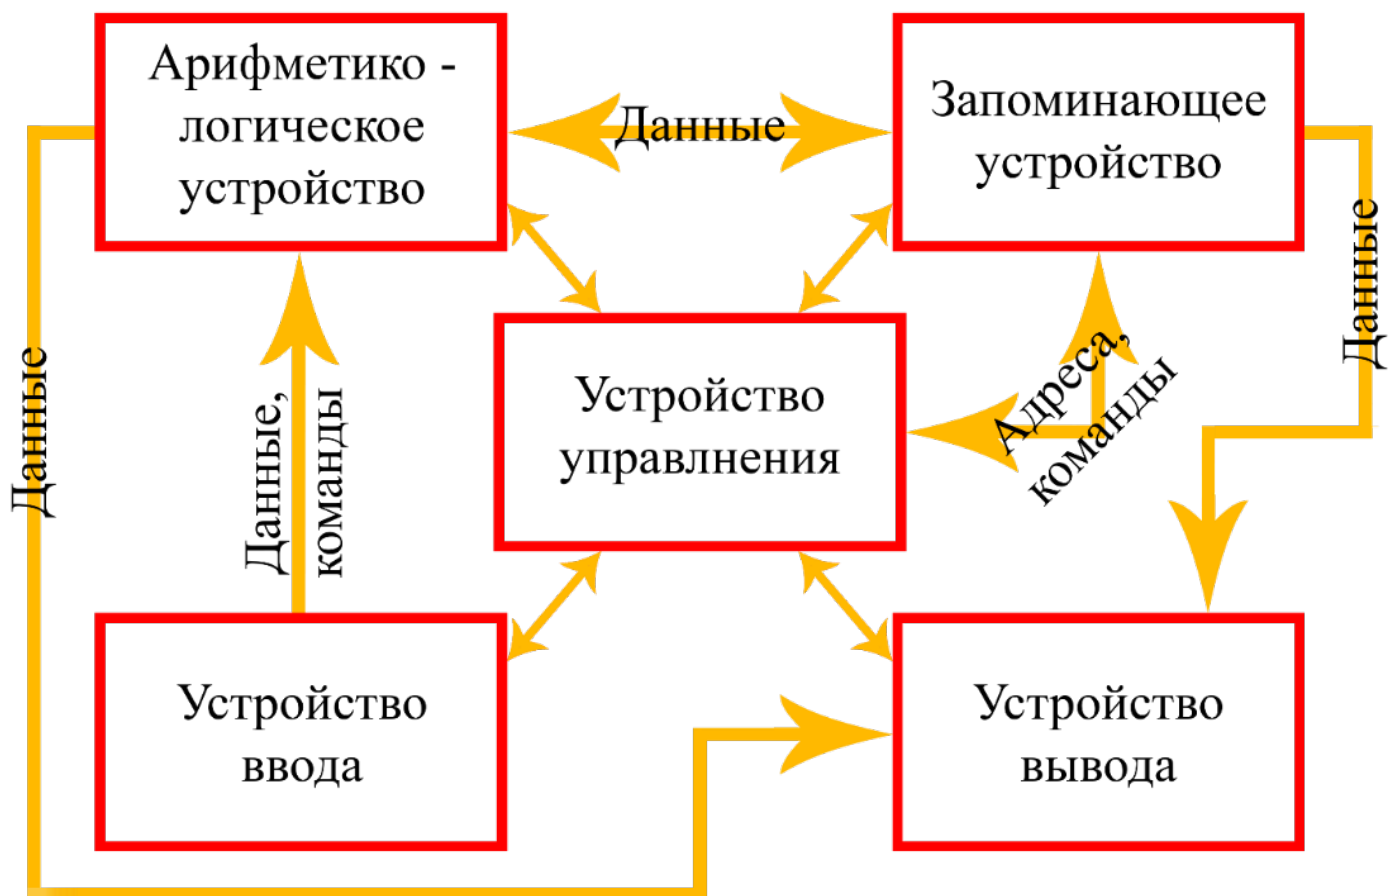 Арифметико -
логическое
устройство
Данные
Запоминающее
устройство
Данные
Данные
Данные,
команды
Устройство
управлнения
Адреса,
команды
Устройство
ввода
Устройство
вывода